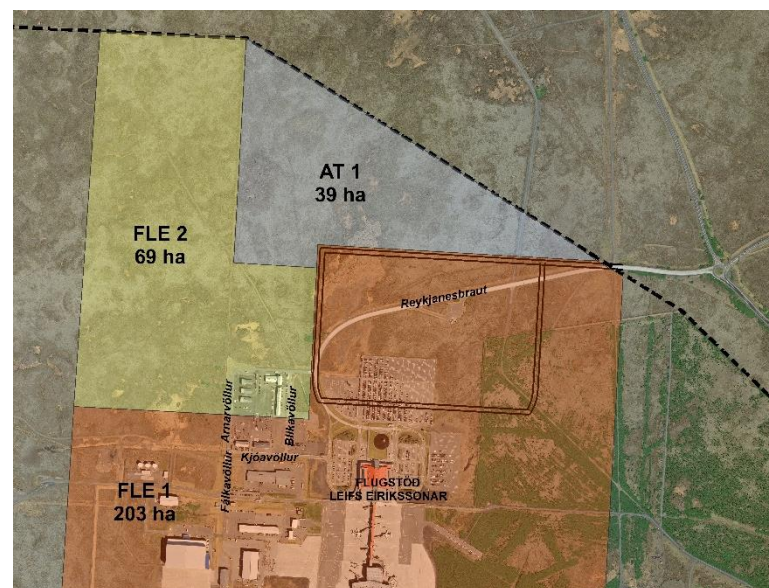 AT 1
39 ha
FLE 2
69 ha
Reykjanesbraut
Arnarvöllur
Blikavöllur
Kjóavöllur
Fálkavöllur
FLE 1
203 ha
FLUGSTÖÐ
LEIFS EIRÍKSSONAR